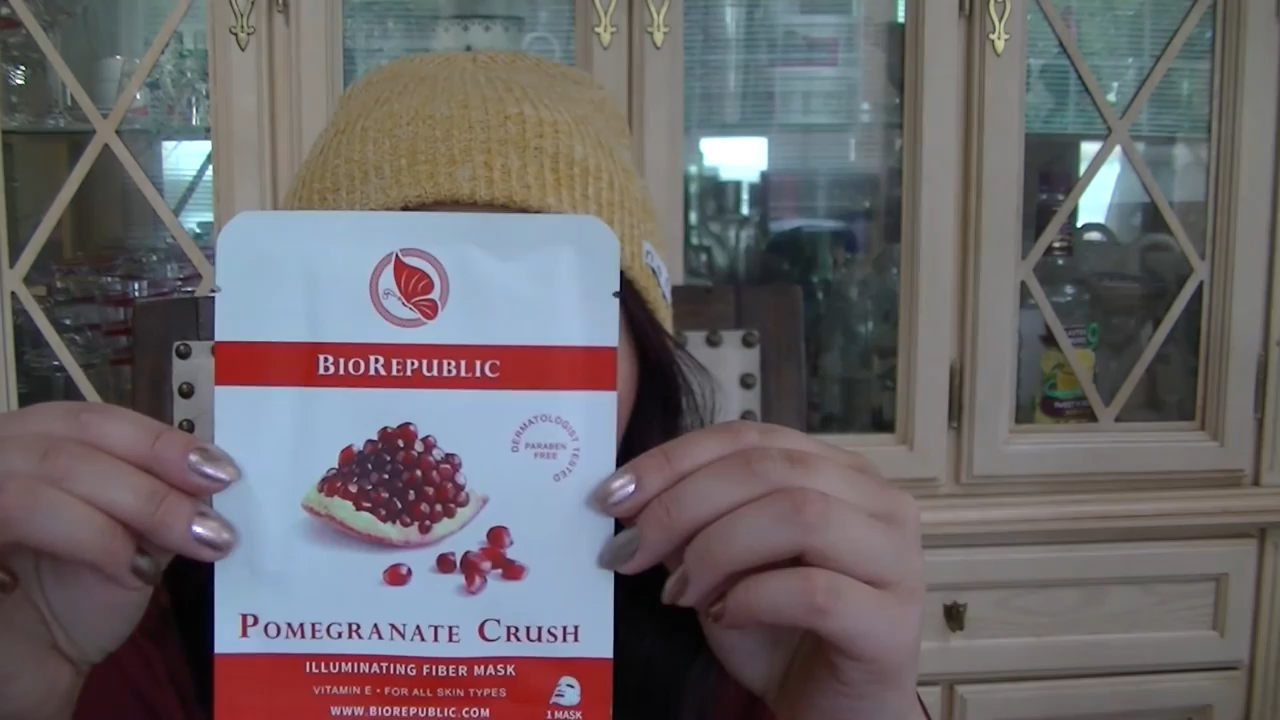 BIOREPUBLIC
DERMATOLOGIST TESTED
PARABEN
FREE
POMEGRANATE CRUSH
ILLUMINATING FIBER MASK
VITAMIN E • FOR ALL SKIN TYPES
WWW.BIOREPUBLIC.COM
1 MASK